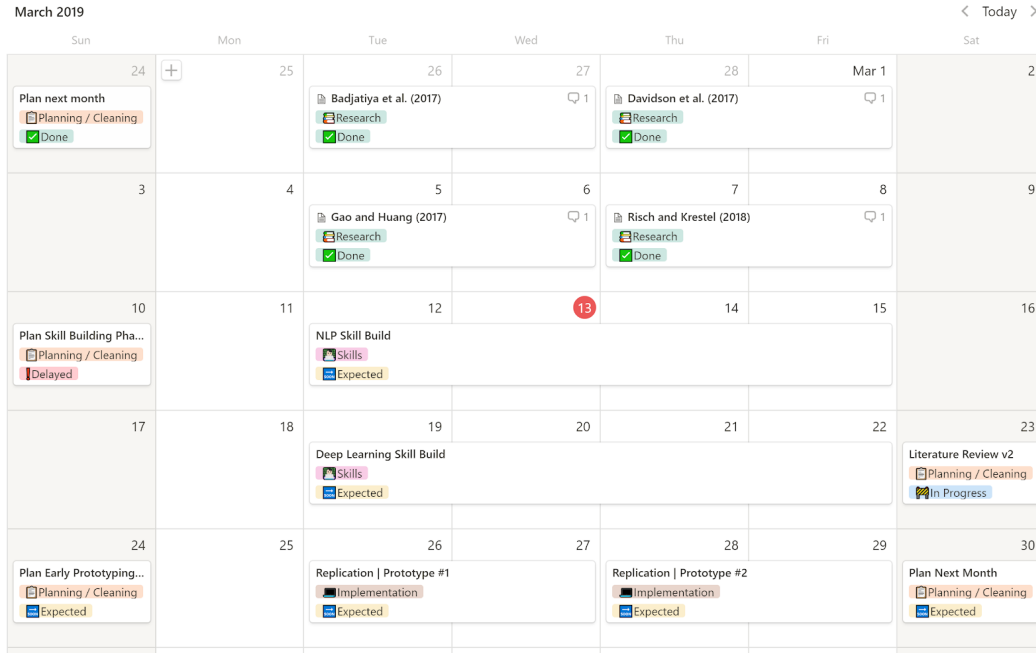 March 2019
Today
Sun Mon Tue Wed Thu Fri Sat
24 25 26 27 28 Mar 1 2
Plan next month
Planning / Cleaning
Done
Badjatiya et al. (2017) 1
Research
Done
Davidson et al. (2017) 1
Research
Done
3 4 5 6 7 8 9
Gao and Huang (2017) 1
Research
Done
Risch and Krestel (2018) 1
Research
Done
10 11 12 13 14 15 16
Plan Skill Building Pha...
Planning / Cleaning
Delayed
NLP Skill Build
Skills
SOON Expected
17 18 19 20 21 22 23
Deep Learning Skill Build
Skills
SOON Expected
Literature Review v2
Planning / Cleaning
In Progress
24 25 26 27 28 29 30
Plan Early Prototyping...
Planning / Cleaning
SOON Expected
Replication | Prototype #1
Implementation
SOON Expected
Replication | Prototype #2
Implementation
SOON Expected
Plan Next Month
Planning / Cleaning
SOON Expected